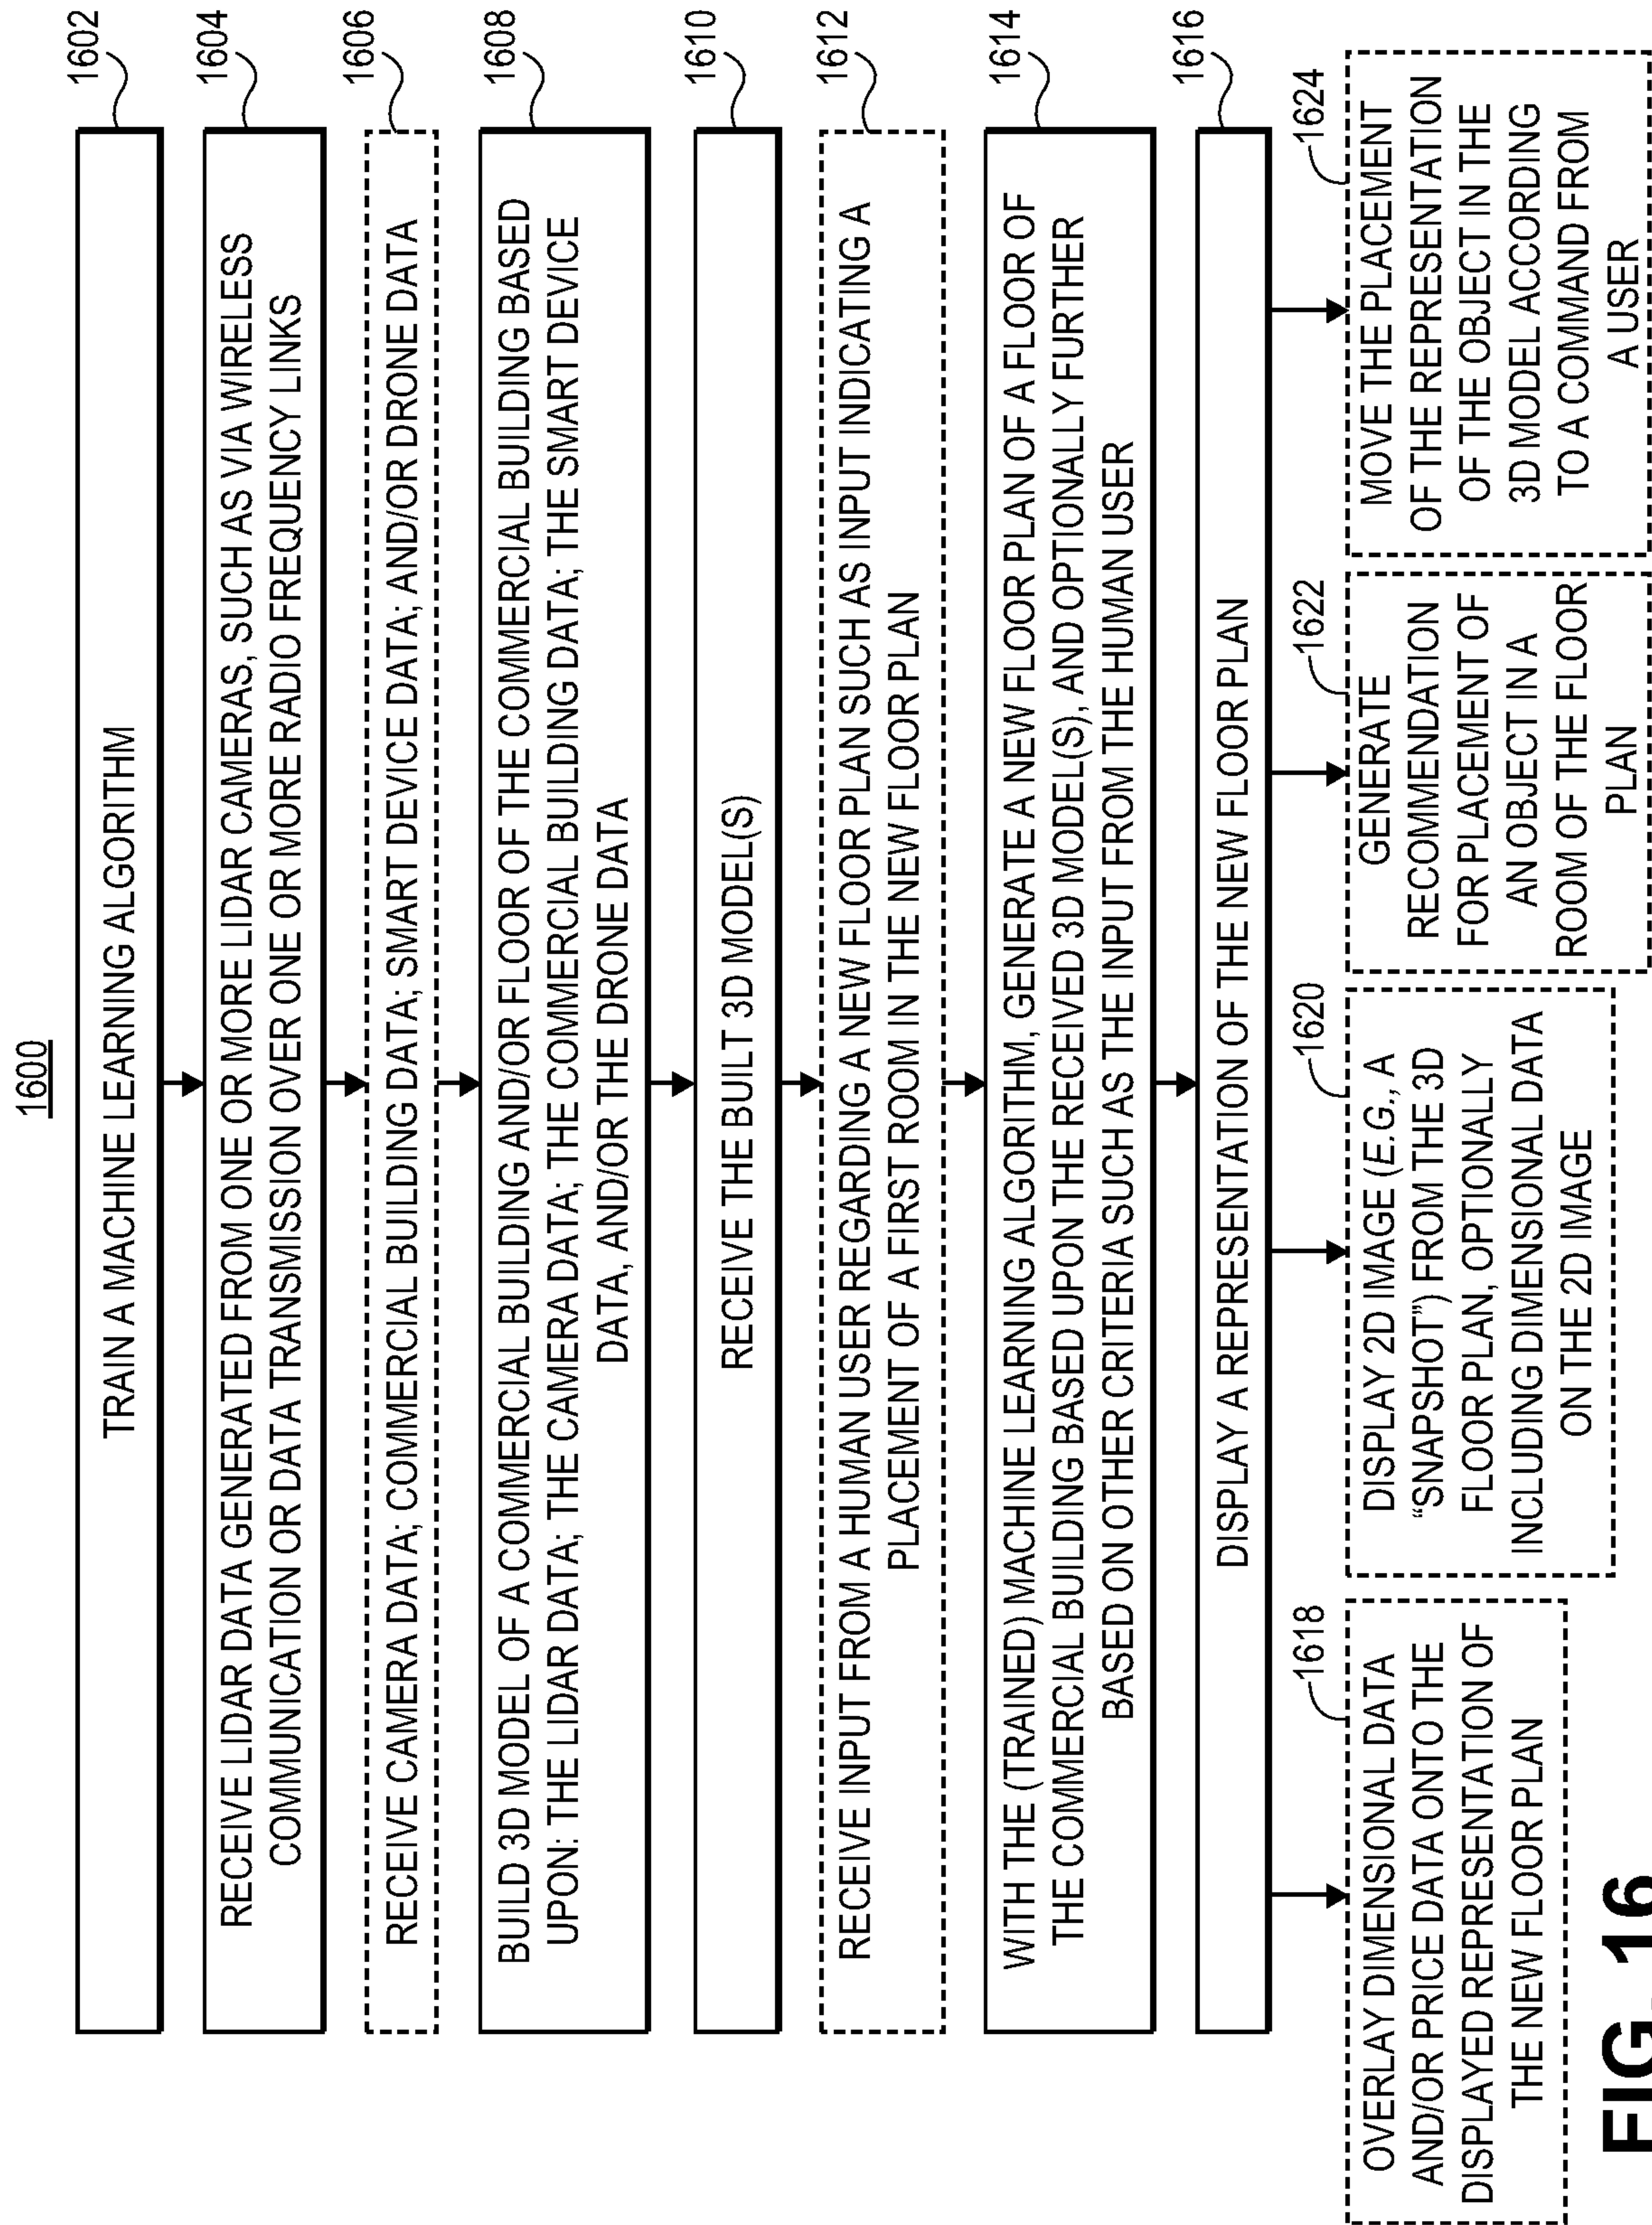 1600
TRAIN A MACHINE LEARNING ALGORITHM
1602
RECEIVE LIDAR DATA GENERATED FROM ONE OR MORE LIDAR CAMERAS, SUCH AS VIA WIRELESS
COMMUNICATION OR DATA TRANSMISSION OVER ONE OR MORE RADIO FREQUENCY LINKS
1604
RECEIVE CAMERA DATA; COMMERCIAL BUILDING DATA; SMART DEVICE DATA; AND/OR DRONE DATA
1606
BUILD 3D MODEL OF A COMMERCIAL BUILDING AND/OR FLOOR OF THE COMMERCIAL BUILDING BASED
UPON: THE LIDAR DATA; THE CAMERA DATA; THE COMMERCIAL BUILDING DATA; THE SMART DEVICE
DATA, AND/OR THE DRONE DATA
1608
RECEIVE THE BUILT 3D MODEL(S)
1610
RECEIVE INPUT FROM A HUMAN USER REGARDING A NEW FLOOR PLAN SUCH AS INPUT INDICATING A
PLACEMENT OF A FIRST ROOM IN THE NEW FLOOR PLAN
1612
WITH THE (TRAINED) MACHINE LEARNING ALGORITHM, GENERATE A NEW FLOOR PLAN OF A FLOOR OF
THE COMMERCIAL BUILDING BASED UPON THE RECEIVED 3D MODEL(S), AND OPTIONALLY FURTHER
BASED ON OTHER CRITERIA SUCH AS THE INPUT FROM THE HUMAN USER
1614
DISPLAY A REPRESENTATION OF THE NEW FLOOR PLAN
1616
1618
OVERLAY DIMENSIONAL DATA
AND/OR PRICE DATA ONTO THE
DISPLAYED REPRESENTATION OF
THE NEW FLOOR PLAN
1620
DISPLAY 2D IMAGE (E.G., A
“SNAPSHOT”) FROM THE 3D
FLOOR PLAN, OPTIONALLY
INCLUDING DIMENSIONAL DATA
ON THE 2D IMAGE
1622
GENERATE
RECOMMENDATION
FOR PLACEMENT OF
AN OBJECT IN A
ROOM OF THE FLOOR
PLAN
1624
MOVE THE PLACEMENT
OF THE REPRESENTATION
OF THE OBJECT IN THE
3D MODEL ACCORDING
TO A COMMAND FROM
A USER
FIG. 16